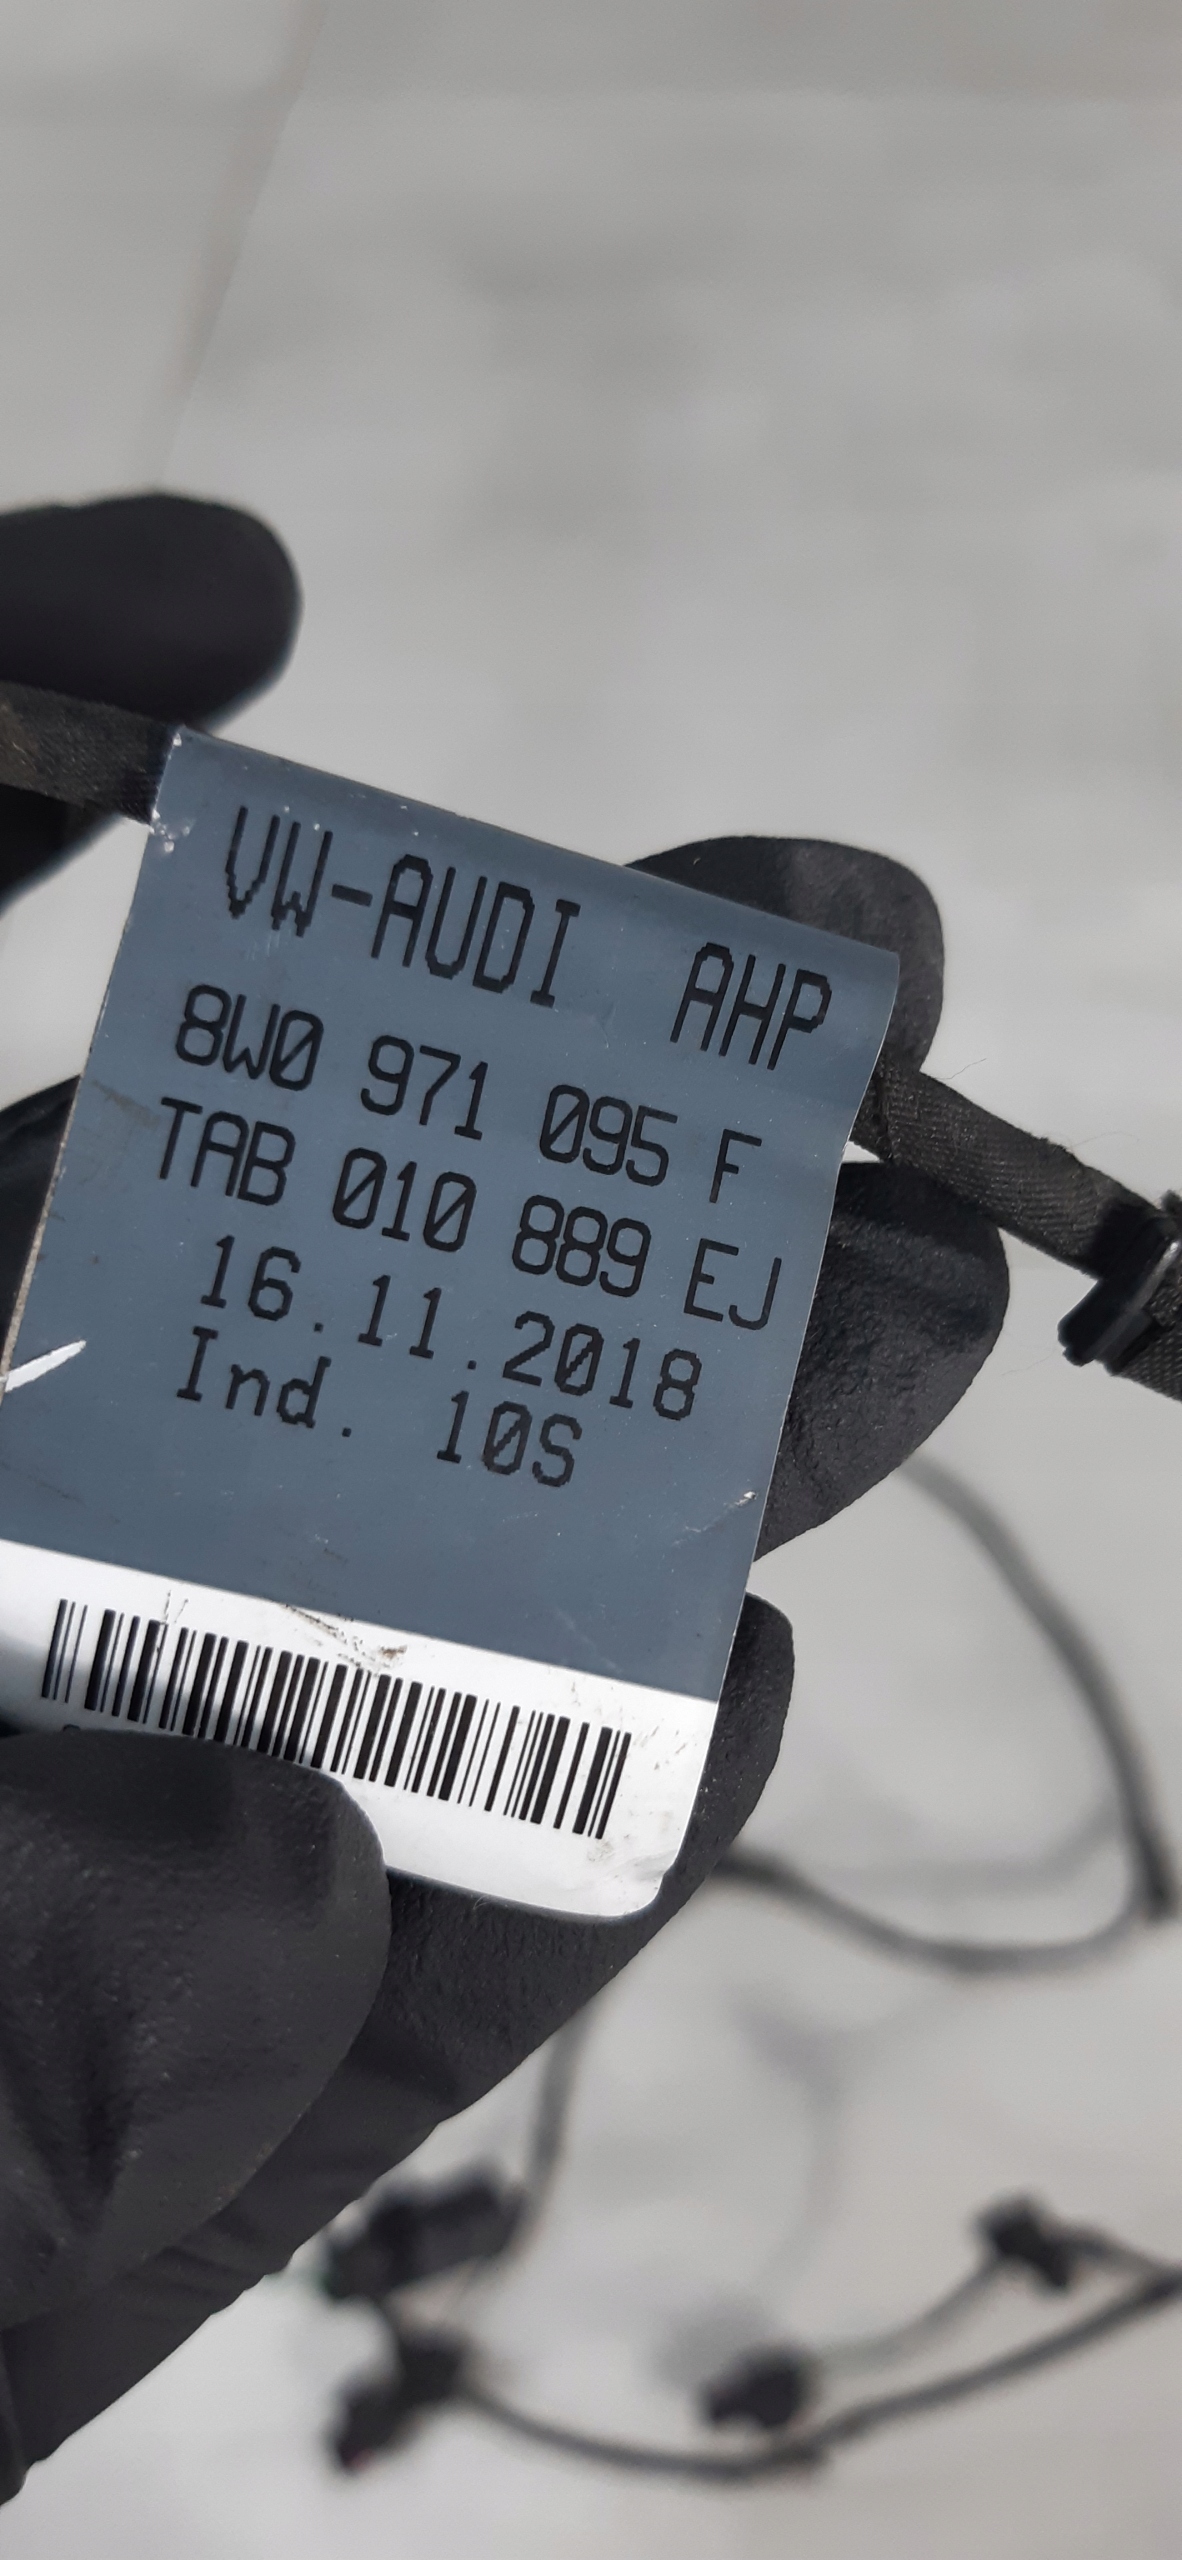 VW-AUDI AHP
8W0 971 095 F
TAB 010 889 EJ
16.11.2018
Ind. 10S